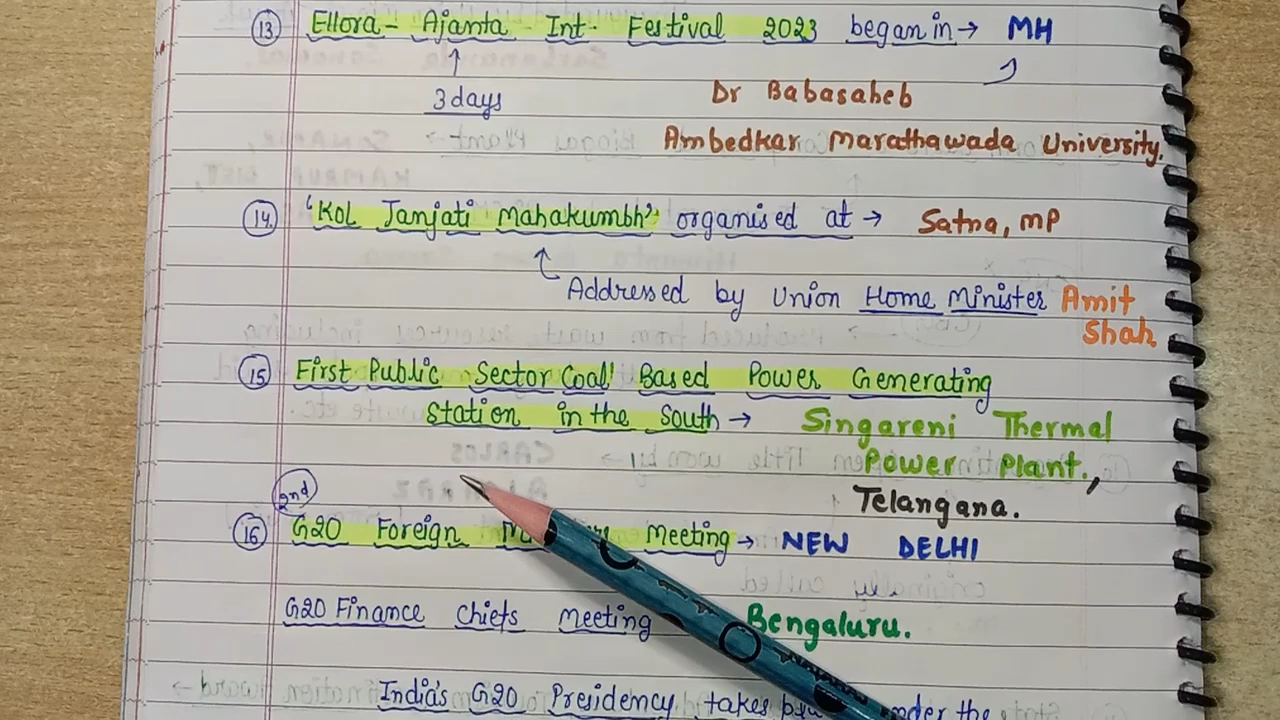 13 Ellora - Ajanta Int. Festival 2023 began in → MH
3 days Dr Babasaheb
Ambedkar Marathawada University.
14. 'Kol Janjati Mahakumbh' organised at → Satna, MP
Addressed by Union Home Minister Amit
Shah
15 First Public Sector Coal Based Power Generating
Station in the South → Singareni Thermal
Power Plant.,
Telangana.
2nd
16 G20 Foreign Meeting → NEW DELHI
G20 Finance Chiefs Meeting Bengaluru.
India's G20 Presidency takes under the